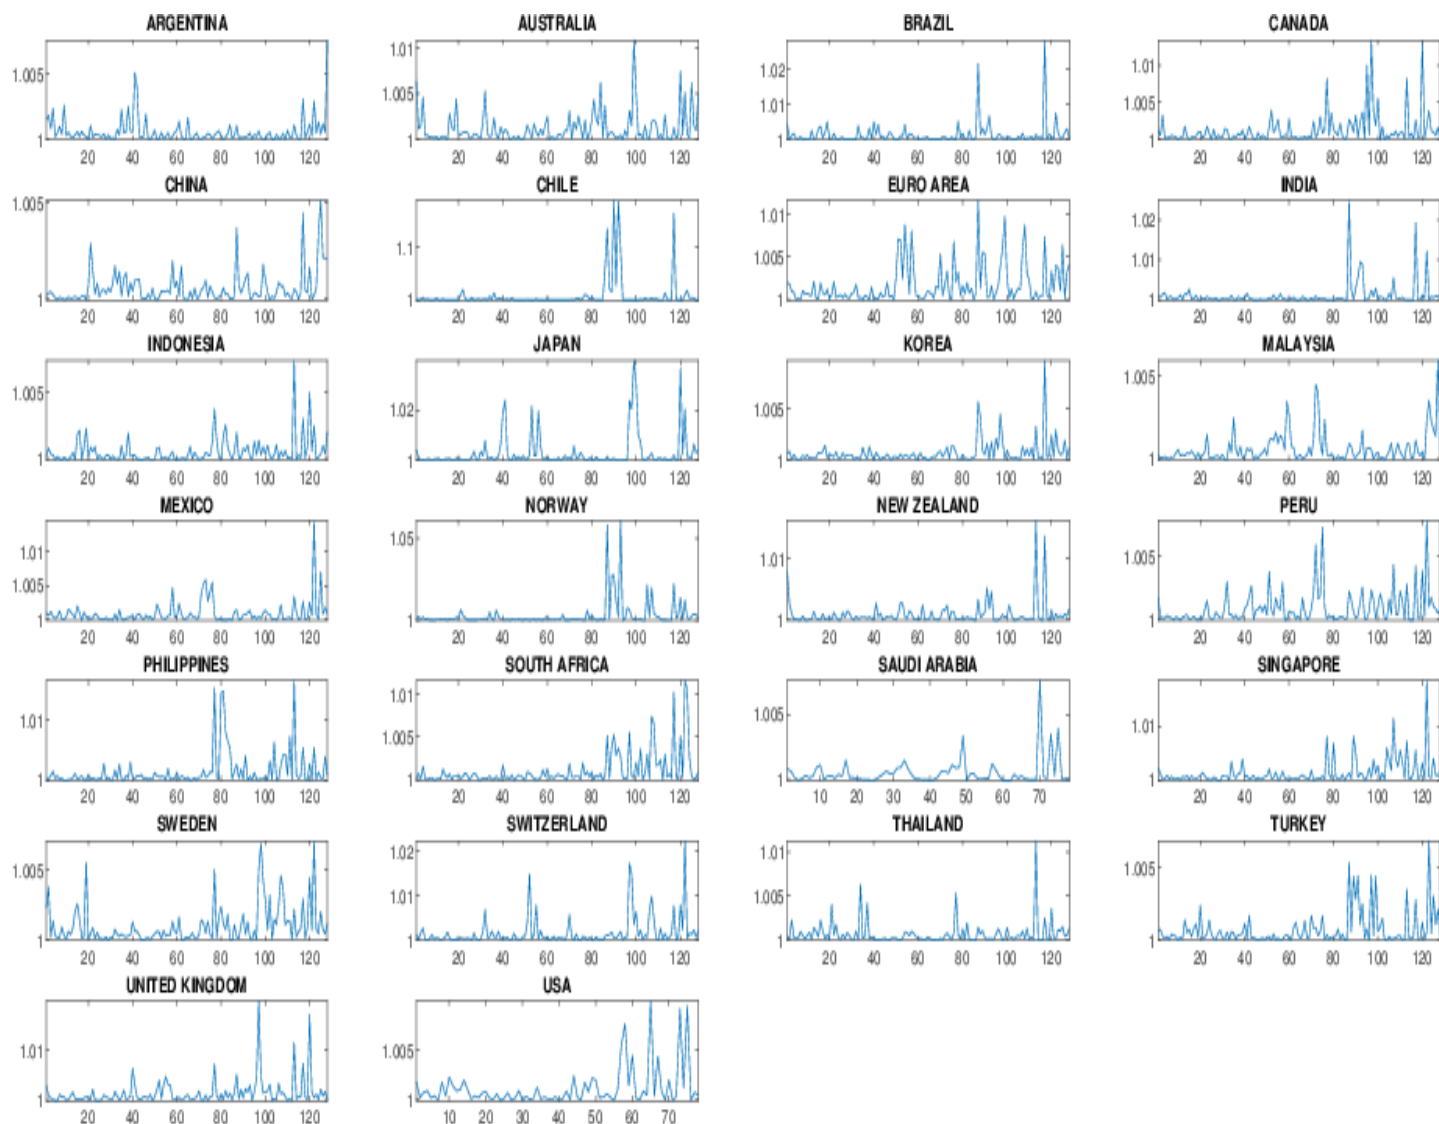 ARGENTINA AUSTRALIA BRAZIL CANADA
1.005 1 20 40 60 80 100 120
1.01 1.005 1 20 40 60 80 100 120
1.02 1.01 1 20 40 60 80 100 120
1.01 1.005 1 20 40 60 80 100 120
CHINA CHILE EURO AREA INDIA
1.005 1 20 40 60 80 100 120
1.1 1 20 40 60 80 100 120
1.01 1.005 1 20 40 60 80 100 120
1.02 1.01 1 20 40 60 80 100 120
INDONESIA JAPAN KOREA MALAYSIA
1.005 1 20 40 60 80 100 120
1.02 1 20 40 60 80 100 120
1.005 1 20 40 60 80 100 120
1.005 1 20 40 60 80 100 120
MEXICO NORWAY NEW ZEALAND PERU
1.01 1.005 1 20 40 60 80 100 120
1.05 1 20 40 60 80 100 120
1.01 1 20 40 60 80 100 120
1.005 1 20 40 60 80 100 120
PHILIPPINES SOUTH AFRICA SAUDI ARABIA SINGAPORE
1.01 1 20 40 60 80 100 120
1.01 1.005 1 20 40 60 80 100 120
1.005 1 10 20 30 40 50 60 70
1.01 1 20 40 60 80 100 120
SWEDEN SWITZERLAND THAILAND TURKEY
1.005 1 20 40 60 80 100 120
1.02 1.01 1 20 40 60 80 100 120
1.01 1.005 1 20 40 60 80 100 120
1.005 1 20 40 60 80 100 120
UNITED KINGDOM USA
1.01 1 20 40 60 80 100 120
1.005 1 10 20 30 40 50 60 70